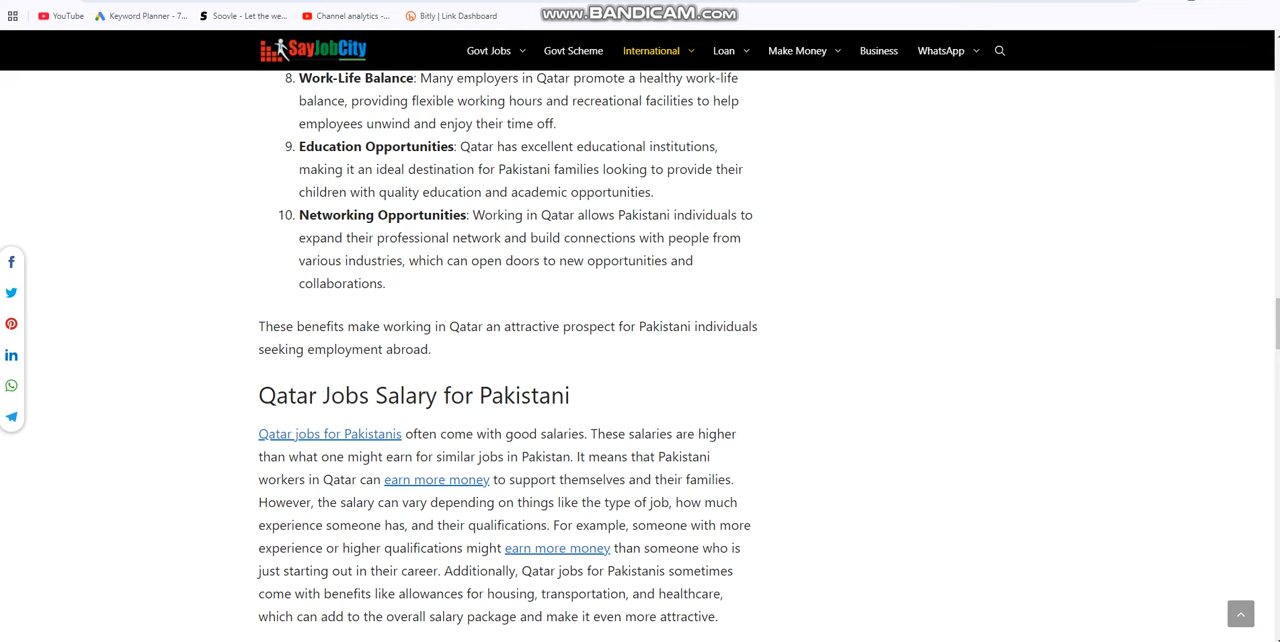 YouTube Keyword Planner - 7... Soovle - Let the we... Channel analytics -... Bitly | Link Dashboard
www.BANDICAM.com
SayJobCity Govt Jobs Govt Scheme International Loan Make Money Business WhatsApp
8. Work-Life Balance: Many employers in Qatar promote a healthy work-life
balance, providing flexible working hours and recreational facilities to help
employees unwind and enjoy their time off.
9. Education Opportunities: Qatar has excellent educational institutions,
making it an ideal destination for Pakistani families looking to provide their
children with quality education and academic opportunities.
10. Networking Opportunities: Working in Qatar allows Pakistani individuals to
expand their professional network and build connections with people from
various industries, which can open doors to new opportunities and
collaborations.
These benefits make working in Qatar an attractive prospect for Pakistani individuals
seeking employment abroad.
Qatar Jobs Salary for Pakistani
Qatar jobs for Pakistanis often come with good salaries. These salaries are higher
than what one might earn for similar jobs in Pakistan. It means that Pakistani
workers in Qatar can earn more money to support themselves and their families.
However, the salary can vary depending on things like the type of job, how much
experience someone has, and their qualifications. For example, someone with more
experience or higher qualifications might earn more money than someone who is
just starting out in their career. Additionally, Qatar jobs for Pakistanis sometimes
come with benefits like allowances for housing, transportation, and healthcare,
which can add to the overall salary package and make it even more attractive.